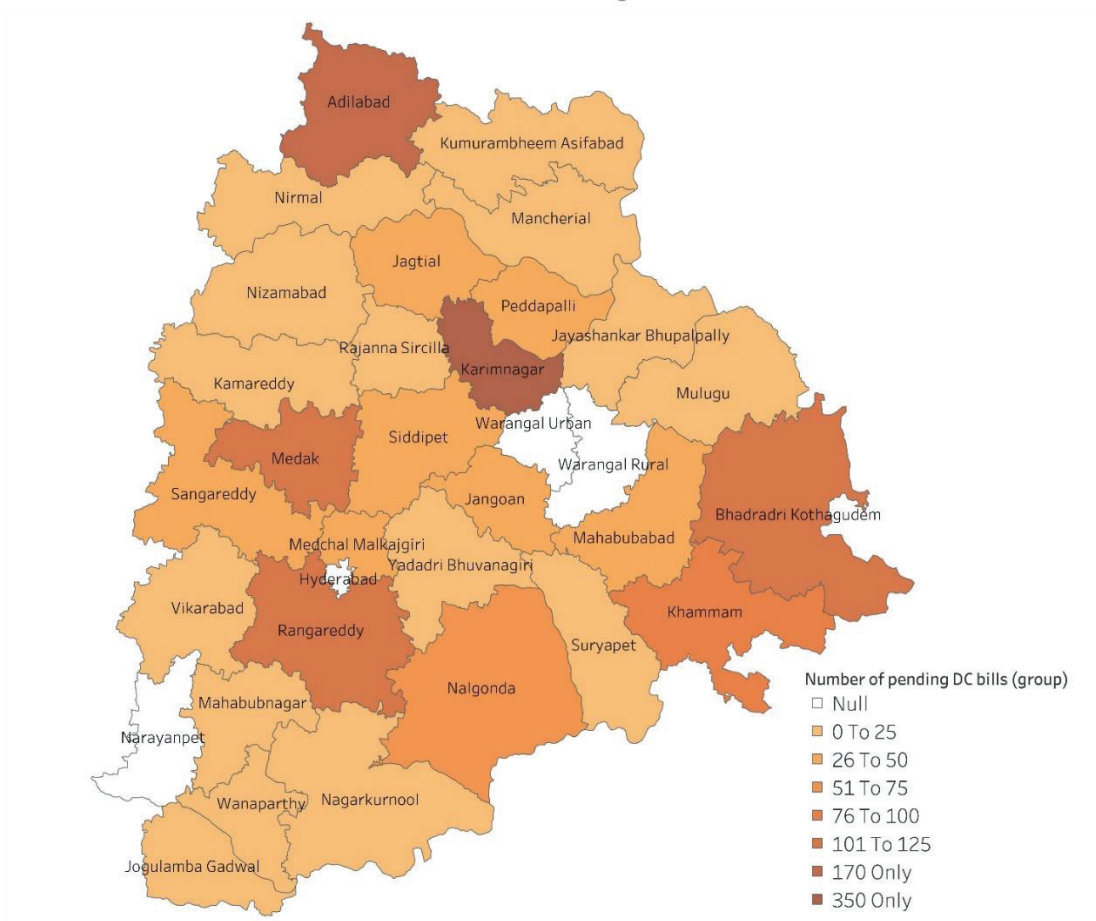 Adilabad
Kumurambheem Asifabad
Nirmal
Mancherial
Jagtial
Nizamabad
Peddapalli
Jayashankar Bhupalpally
Rajanna Sircilla
Karimnagar
Kamareddy
Mulugu
Warangal Urban
Siddipet
Medak
Warangal Rural
Sangareddy
Jangoan
Bhadradri Kothagudem
Mahabubabad
Medchal Malkajgiri
Yadadri Bhuvanagiri
Hyderabad
Vikarabad
Khammam
Rangareddy
Suryapet
Nalgonda
Mahabubnagar
Narayanpet
Nagarkurnool
Wanaparthy
Jogulamba Gadwal
Number of pending DC bills (group)
Null
0 To 25
26 To 50
51 To 75
76 To 100
101 To 125
170 Only
350 Only